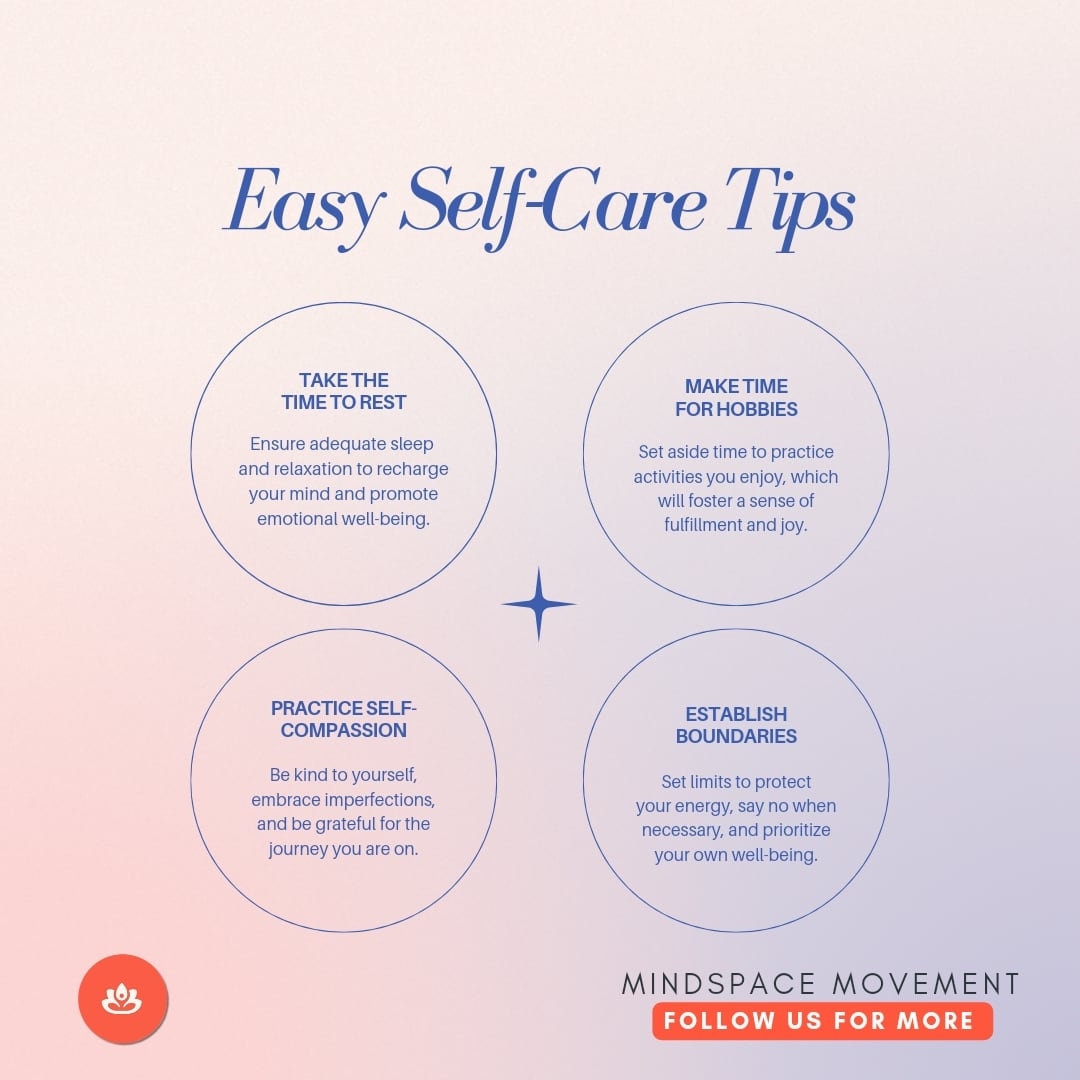 Easy Self-Care Tips
TAKE THE
TIME TO REST
Ensure adequate sleep
and relaxation to recharge
your mind and promote
emotional well-being.
MAKE TIME
FOR HOBBIES
Set aside time to practice
activities you enjoy, which
will foster a sense of
fulfillment and joy.
PRACTICE SELF-
COMPASSION
Be kind to yourself,
embrace imperfections,
and be grateful for the
journey you are on.
ESTABLISH
BOUNDARIES
Set limits to protect
your energy, say no when
necessary, and prioritize
your own well-being.
MINDSPACE MOVEMENT
FOLLOW US FOR MORE